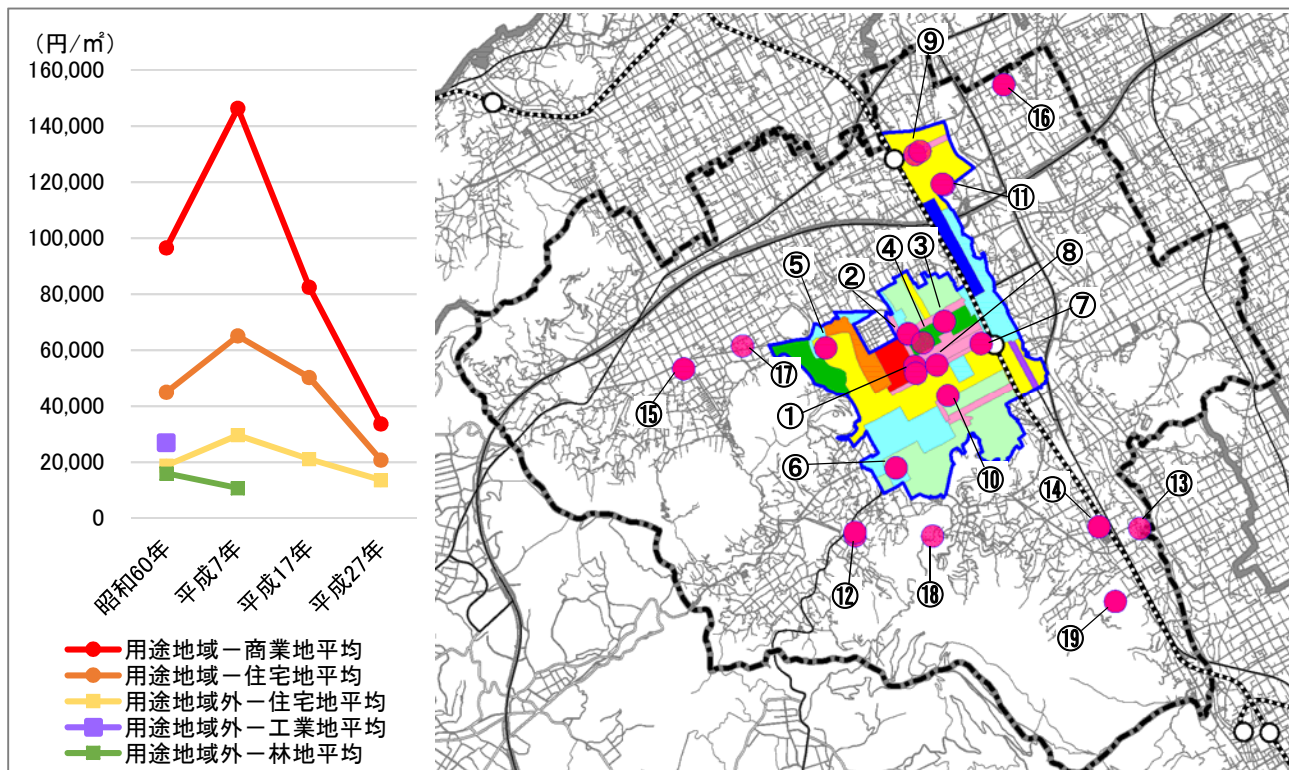 （円/㎡）
160,000
140,000
120,000
100,000
80,000
60,000
40,000
20,000
0
昭和60年
平成7年
平成17年
平成27年
用途地域－商業地平均
用途地域－住宅地平均
用途地域外－住宅地平均
用途地域外－工業地平均
用途地域外－林地平均
⑨
⑯
⑪
④
③
⑧
②
⑤
⑦
⑰
⑮
①
⑥
⑩
⑭
⑬
⑫
⑱
⑲